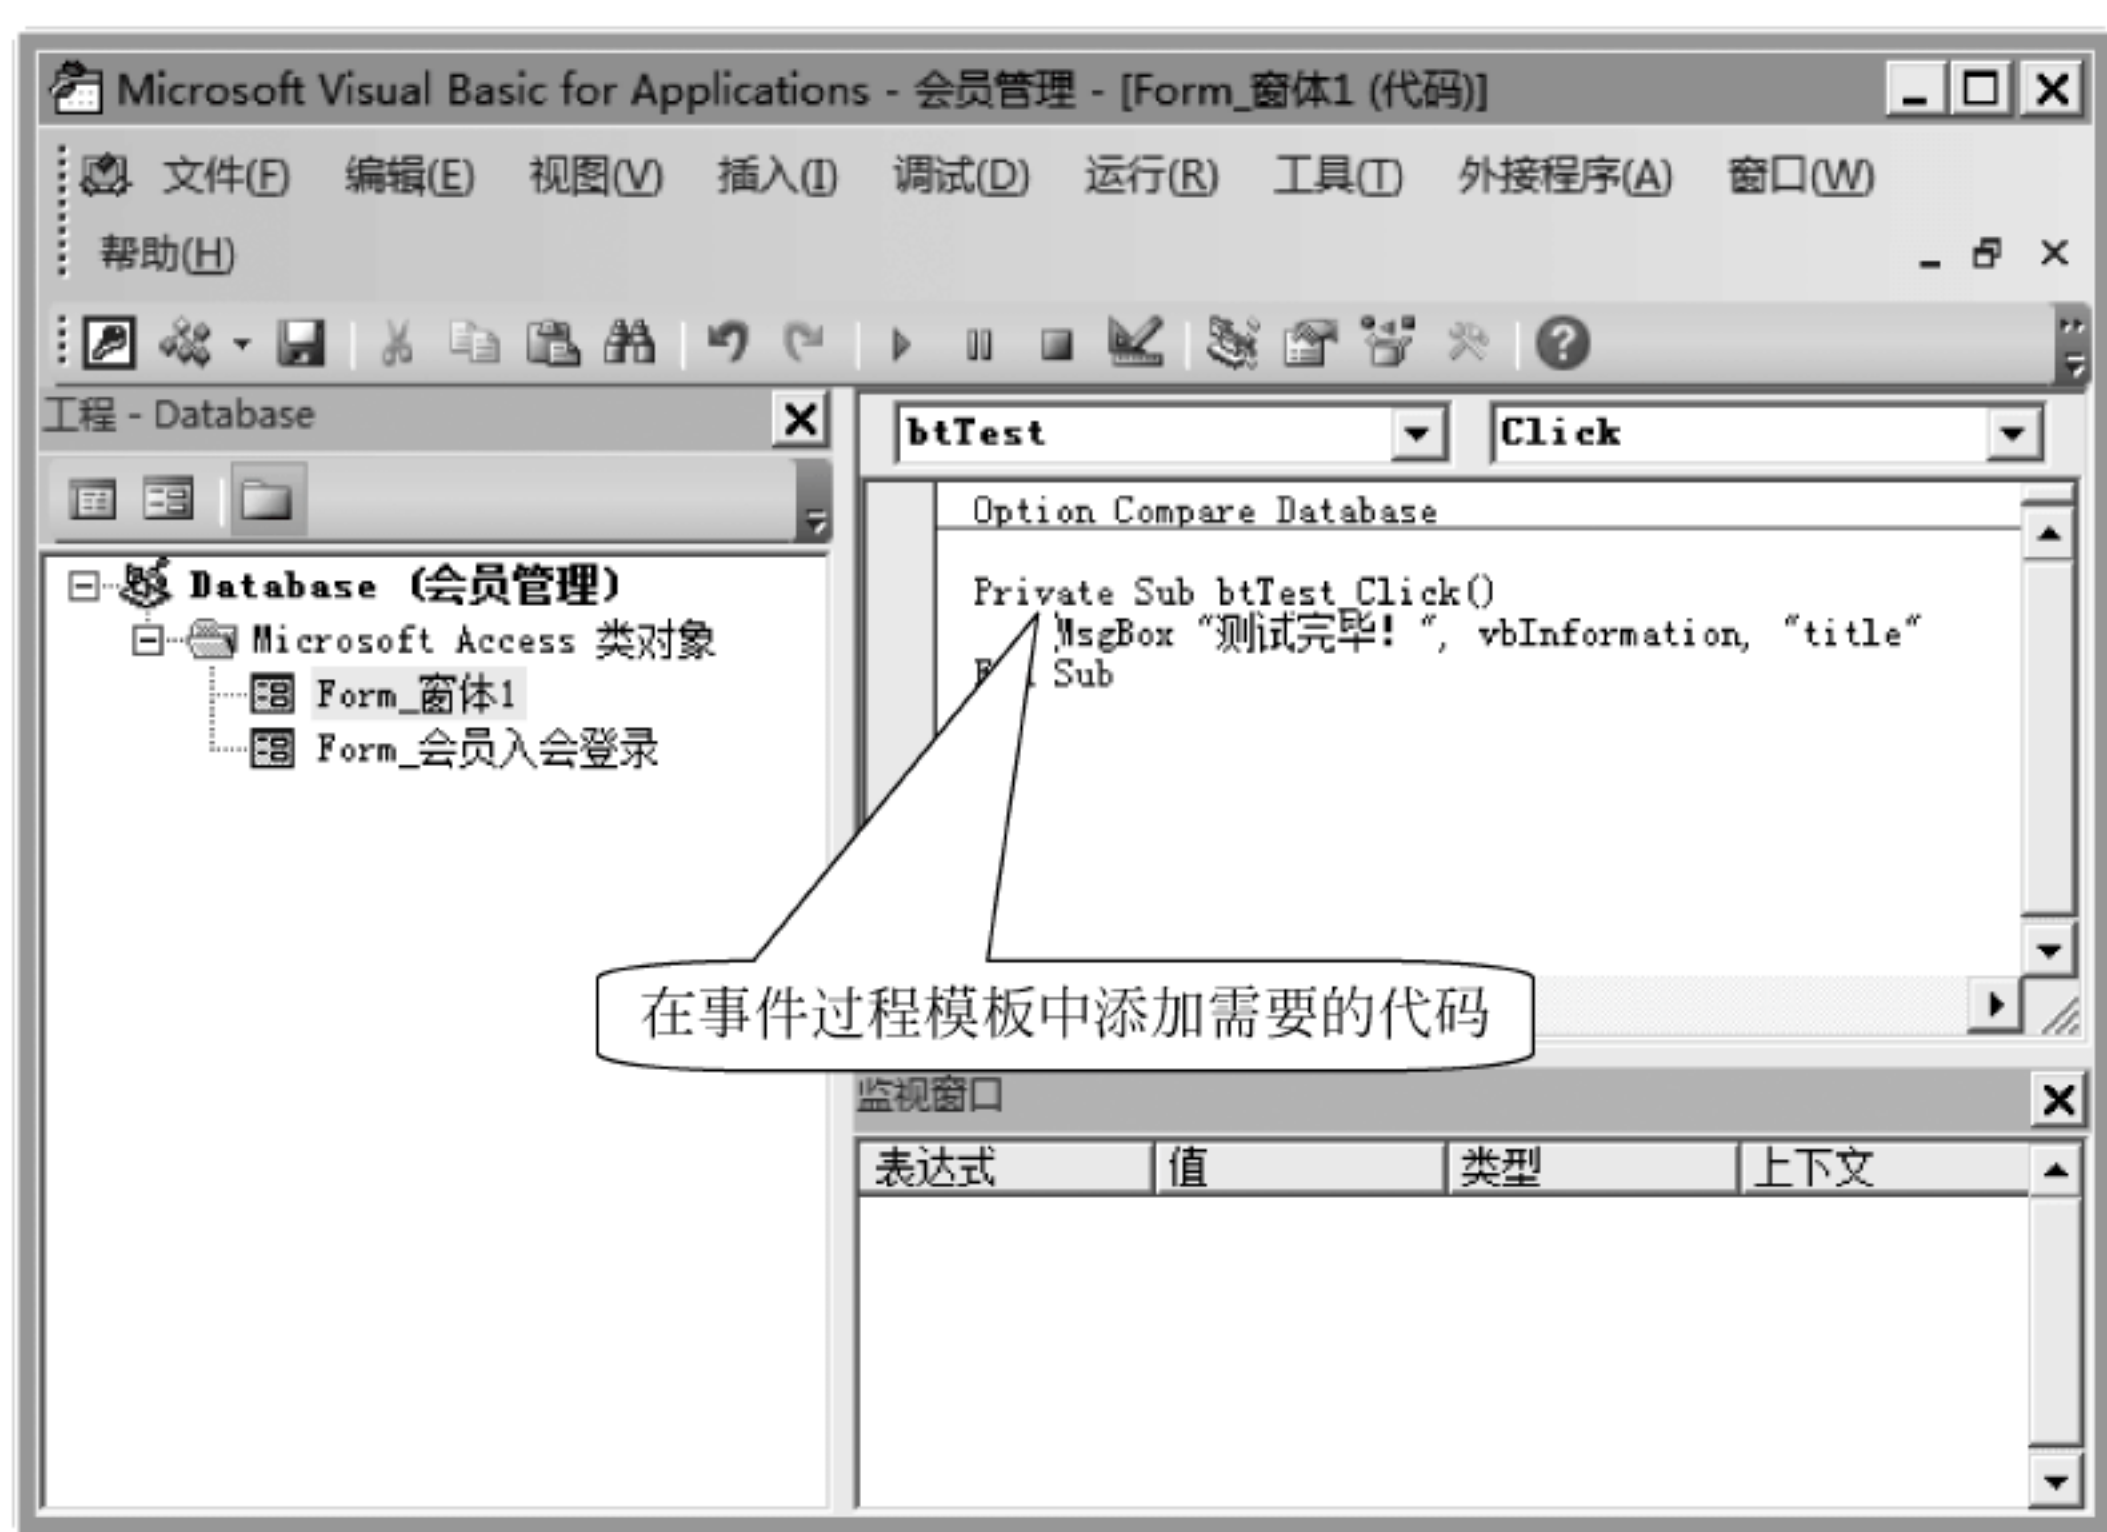 Microsoft Visual Basic for Applications - 会员管理 - [Form_窗体1 (代码)]
文件(F) 编辑(E) 视图(V) 插入(I) 调试(D) 运行(R) 工具(T) 外接程序(A) 窗口(W)
帮助(H)
工程 - Database
Database (会员管理)
Microsoft Access 类对象
Form_窗体1
Form_会员入会登录
btTest Click
Option Compare Database
Private Sub btTest_Click()
MsgBox "测试完毕！", vbInformation, "title"
Sub
在事件过程模板中添加需要的代码
监视窗口
表达式 值 类型 上下文